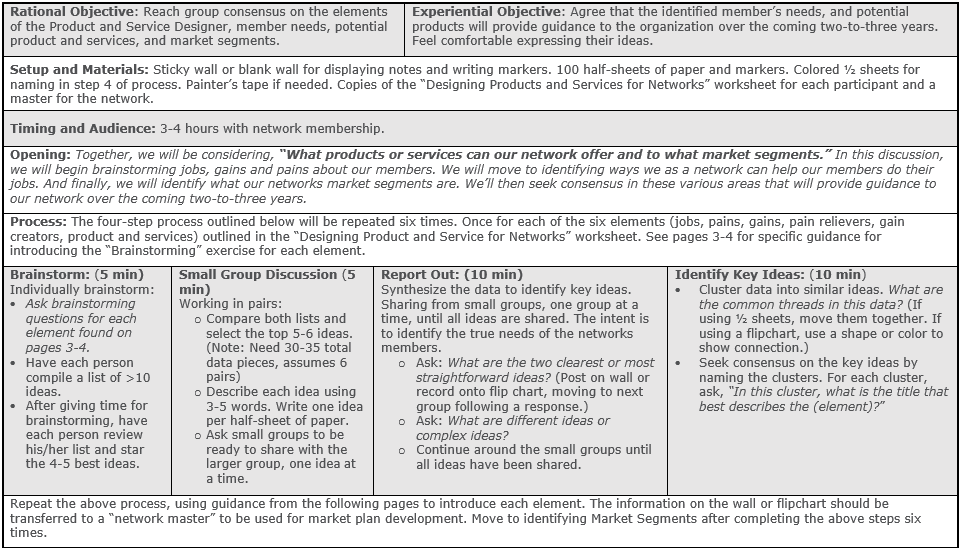 Rational Objective: Reach group consensus on the elements
of the Product and Service Designer, member needs, potential
product and services, and market segments.
Experiential Objective: Agree that the identified member's needs, and potential
products will provide guidance to the organization over the coming two-to-three years.
Feel comfortable expressing their ideas.
Setup and Materials: Sticky wall or blank wall for displaying notes and writing markers. 100 half-sheets of paper and markers. Colored ½ sheets for
naming in step 4 of process. Painter's tape if needed. Copies of the "Designing Products and Services for Networks" worksheet for each participant and a
master for the network.
Timing and Audience: 3-4 hours with network membership.
Opening: Together, we will be considering, "What products or services can our network offer and to what market segments." In this discussion,
we will begin brainstorming jobs, gains and pains about our members. We will move to identifying ways we as a network can help our members do their
jobs. And finally, we will identify what our networks market segments are. We'll then seek consensus in these various areas that will provide guidance to
our network over the coming two-to-three years.
Process: The four-step process outlined below will be repeated six times. Once for each of the six elements (jobs, pains, gains, pain relievers, gain
creators, product and services) outlined in the "Designing Product and Service for Networks" worksheet. See pages 3-4 for specific guidance for
introducing the "Brainstorming" exercise for each element.
Brainstorm: (5 min)
Individually brainstorm:
• Ask brainstorming
questions for each
element found on
pages 3-4.
• Have each person
compile a list of >10
ideas.
• After giving time for
brainstorming, have
each person review
his/her list and star
the 4-5 best ideas.
Small Group Discussion (5
min)
Working in pairs:
o Compare both lists and
select the top 5-6 ideas.
(Note: Need 30-35 total
data pieces, assumes 6
pairs)
o Describe each idea using
3-5 words. Write one idea
per half-sheet of paper.
o Ask small groups to be
ready to share with the
larger group, one idea at
a time.
Report Out: (10 min)
Synthesize the data to identify key ideas.
Sharing from small groups, one group at a
time, until all ideas are shared. The intent is
to identify the true needs of the networks
members.
o Ask: What are the two clearest or most
straightforward ideas? (Post on wall or
record onto flip chart, moving to next
group following a response.)
o Ask: What are different ideas or
complex ideas?
o Continue around the small groups until
all ideas have been shared.
Identify Key Ideas: (10 min)
• Cluster data into similar ideas. What are
the common threads in this data? (If
using ½ sheets, move them together. If
using a flipchart, use a shape or color to
show connection.)
• Seek consensus on the key ideas by
naming the clusters. For each cluster,
ask, "In this cluster, what is the title that
best describes the (element)?"
Repeat the above process, using guidance from the following pages to introduce each element. The information on the wall or flipchart should be
transferred to a "network master" to be used for market plan development. Move to identifying Market Segments after completing the above steps six
times.